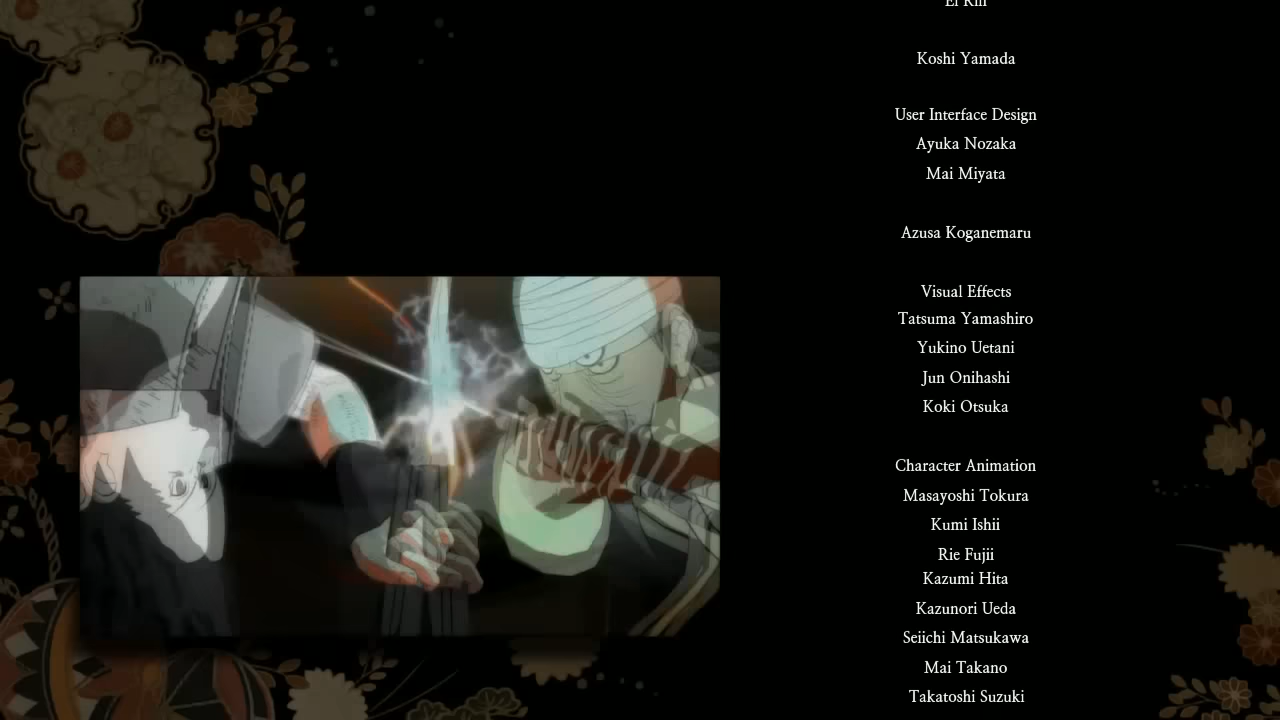 Ei Rin
Koshi Yamada
User Interface Design
Ayuka Nozaka
Mai Miyata
Azusa Koganemaru
Visual Effects
Tatsuma Yamashiro
Yukino Uetani
Jun Onihashi
Koki Otsuka
Character Animation
Masayoshi Tokura
Kumi Ishii
Rie Fujii
Kazumi Hita
Kazunori Ueda
Seiichi Matsukawa
Mai Takano
Takatoshi Suzuki